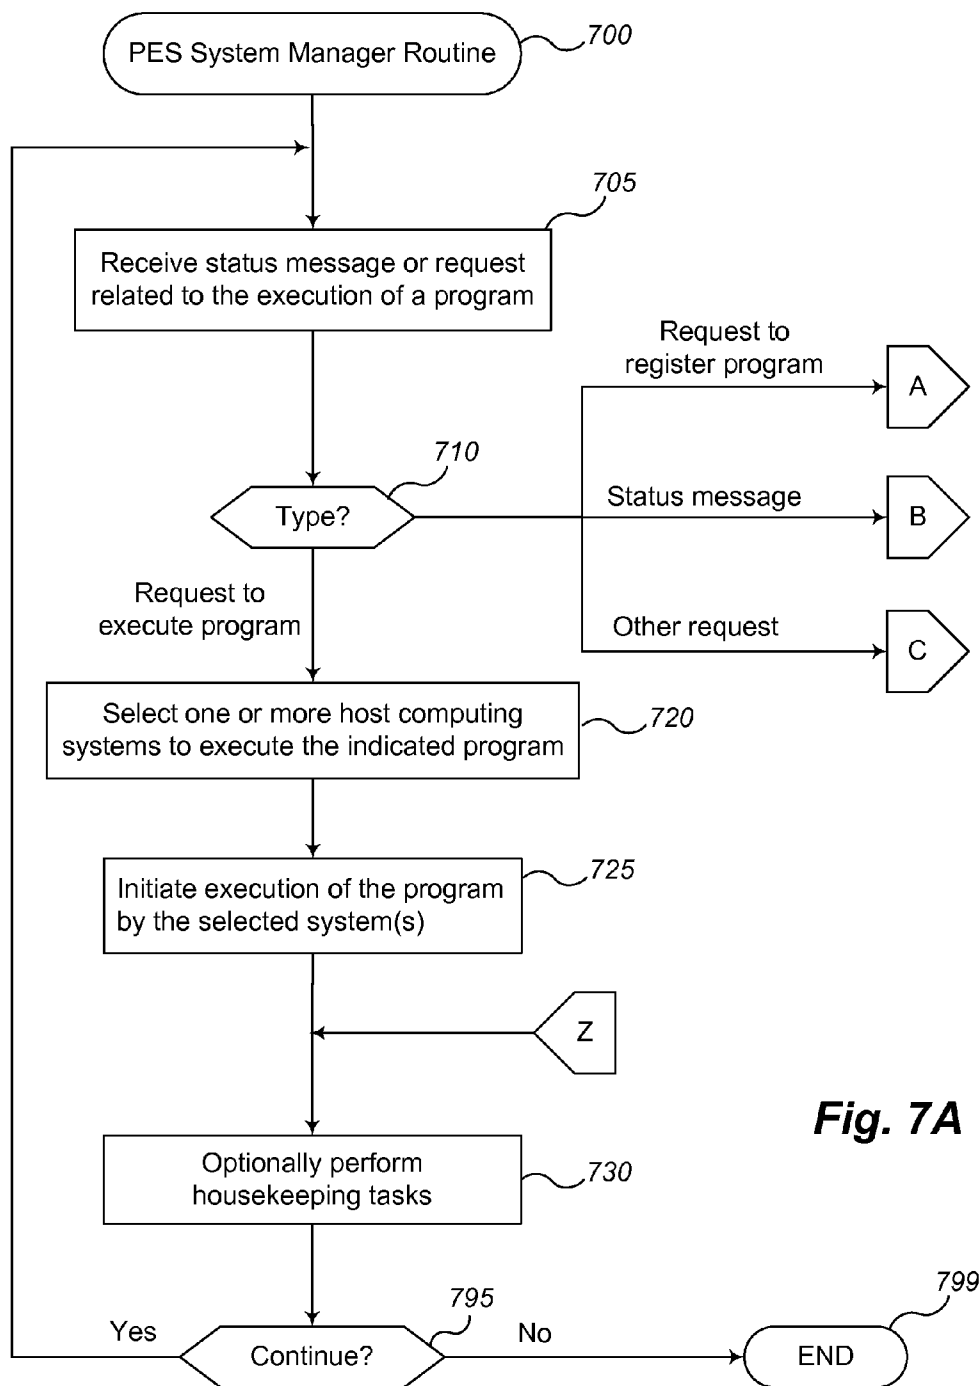 PES System Manager Routine
700
705
Receive status message or request
related to the execution of a program
Request to
register program
A
710
Type?
Status message
B
Request to
execute program
Other request
C
Select one or more host computing
systems to execute the indicated program
720
Initiate execution of the program
by the selected system(s)
725
Z
Fig. 7A
Optionally perform
housekeeping tasks
730
795
799
Yes
Continue?
No
END